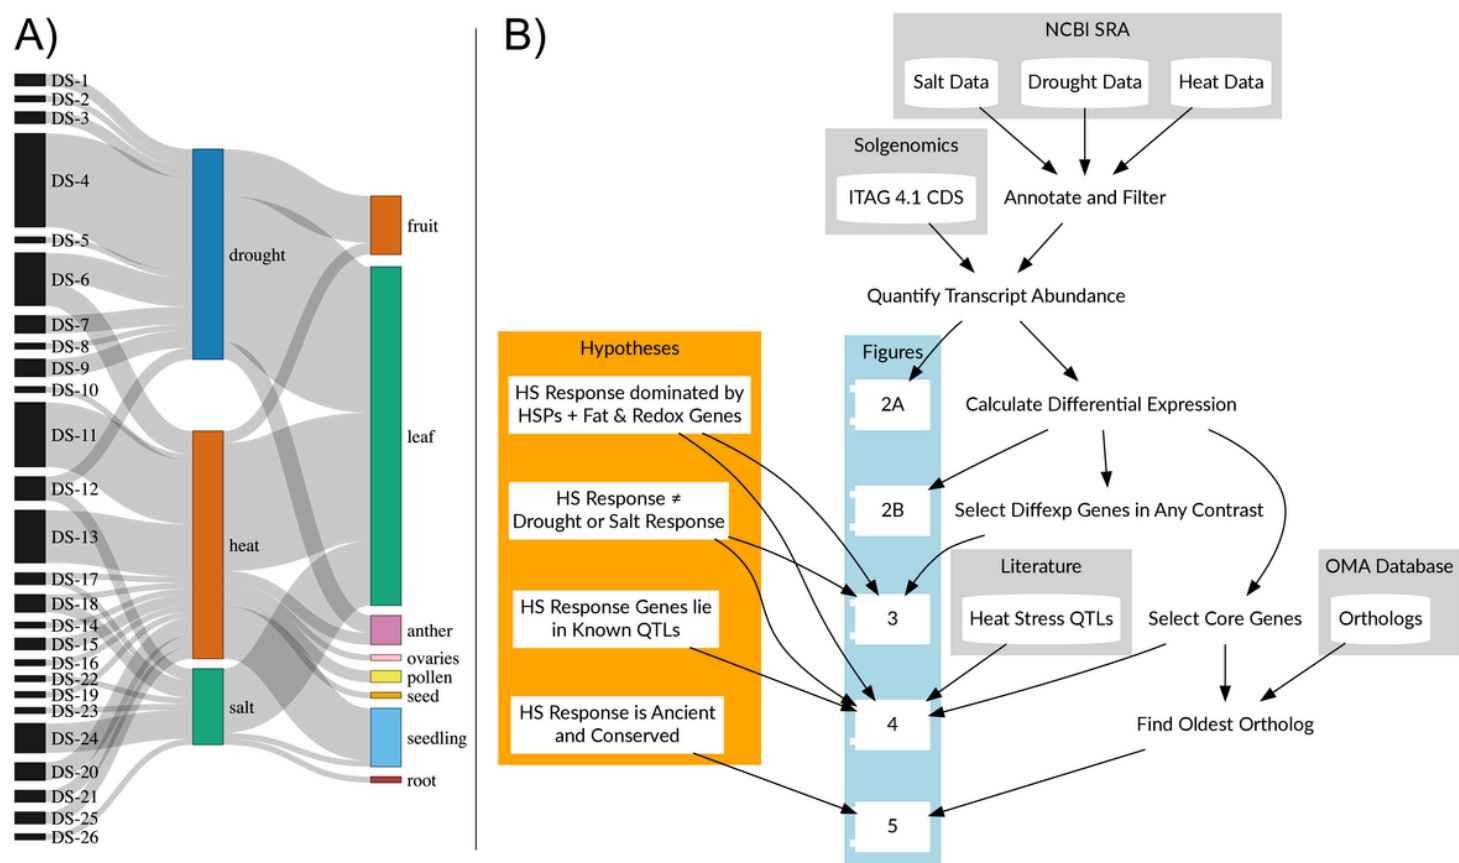 A)
DS-1
DS-2
DS-3
DS-4
DS-5
DS-6
DS-7
DS-8
DS-9
DS-10
DS-11
DS-12
DS-13
DS-17
DS-18
DS-14
DS-15
DS-16
DS-22
DS-19
DS-23
DS-24
DS-20
DS-21
DS-25
DS-26
drought
heat
salt
fruit
leaf
anther
ovaries
pollen
seed
seedling
root
B)
NCBI SRA
Salt Data
Drought Data
Heat Data
Solgenomics
ITAG 4.1 CDS
Annotate and Filter
Quantify Transcript Abundance
Hypotheses
HS Response dominated by
HSPs + Fat & Redox Genes
HS Response ≠
Drought or Salt Response
HS Response Genes lie
in Known QTLs
HS Response is Ancient
and Conserved
Figures
2A
2B
3
4
5
Calculate Differential Expression
Select Diffexp Genes in Any Contrast
Literature
Heat Stress QTLs
Select Core Genes
OMA Database
Orthologs
Find Oldest Ortholog